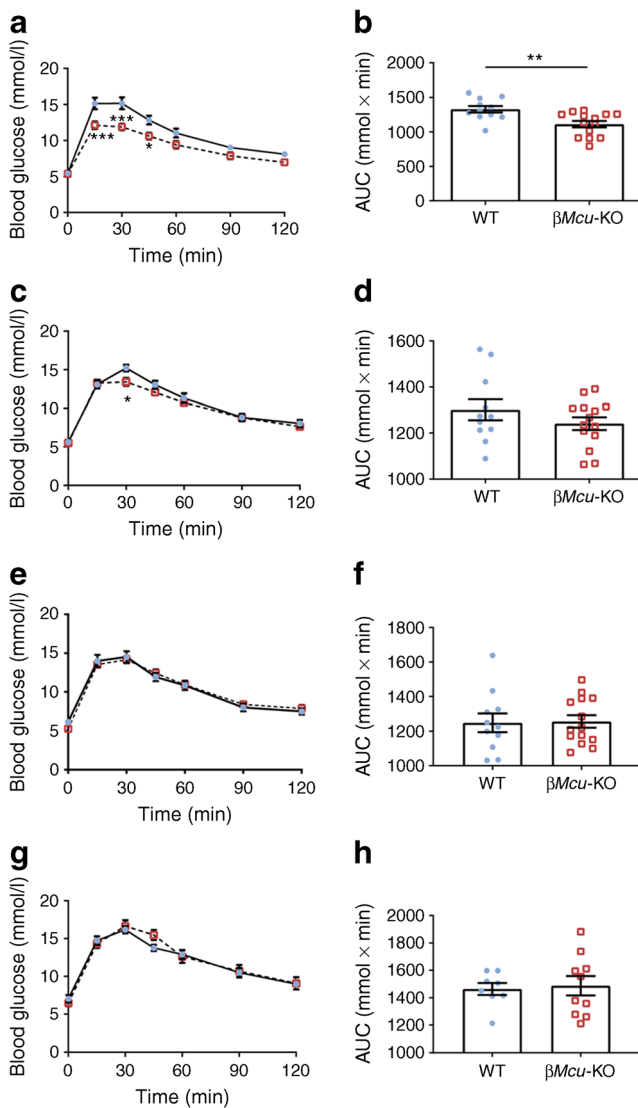 a
Blood glucose (mmol/l)
20
15
10
5
0
***
***
*
0 30 60 90 120
Time (min)
b
AUC (mmol × min)
2000
1500
1000
500
0
**
WT βMcu-KO
c
Blood glucose (mmol/l)
20
15
10
5
0
*
0 30 60 90 120
Time (min)
d
AUC (mmol × min)
1600
1400
1200
1000
WT βMcu-KO
e
Blood glucose (mmol/l)
20
15
10
5
0
0 30 60 90 120
Time (min)
f
AUC (mmol × min)
1800
1600
1400
1200
1000
WT βMcu-KO
g
Blood glucose (mmol/l)
20
15
10
5
0
0 30 60 90 120
Time (min)
h
AUC (mmol × min)
2000
1800
1600
1400
1200
1000
WT βMcu-KO